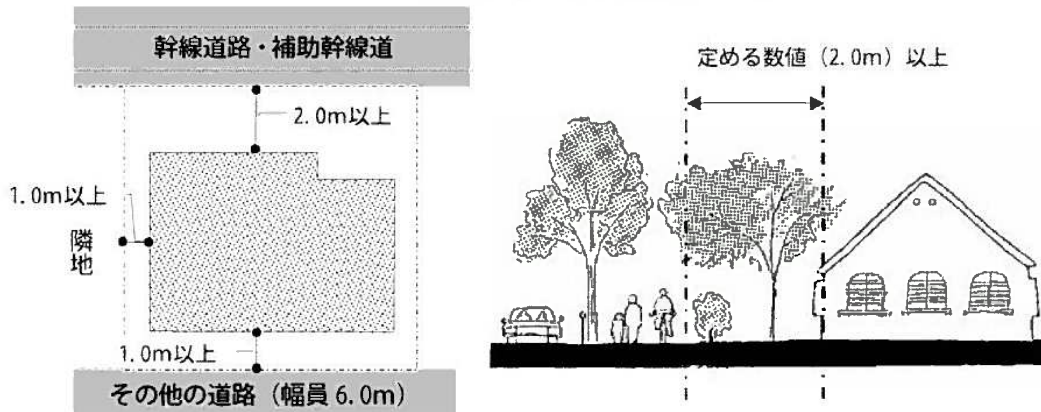 幹線道路・補助幹線道
2.0m以上
1.0m以上
隣地
1.0m以上
その他の道路（幅員 6.0m）
定める数値（2.0m）以上